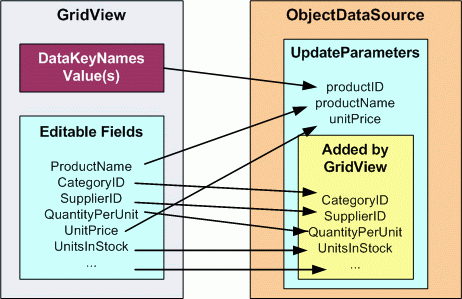 GridView
DataKeyNames
Value(s)
Editable Fields
ProductName
CategoryID
SupplierID
QuantityPerUnit
UnitPrice
UnitsInStock
...
ObjectDataSource
UpdateParameters
productID
productName
unitPrice
Added by
GridView
CategoryID
SupplierID
QuantityPerUnit
UnitsInStock
...